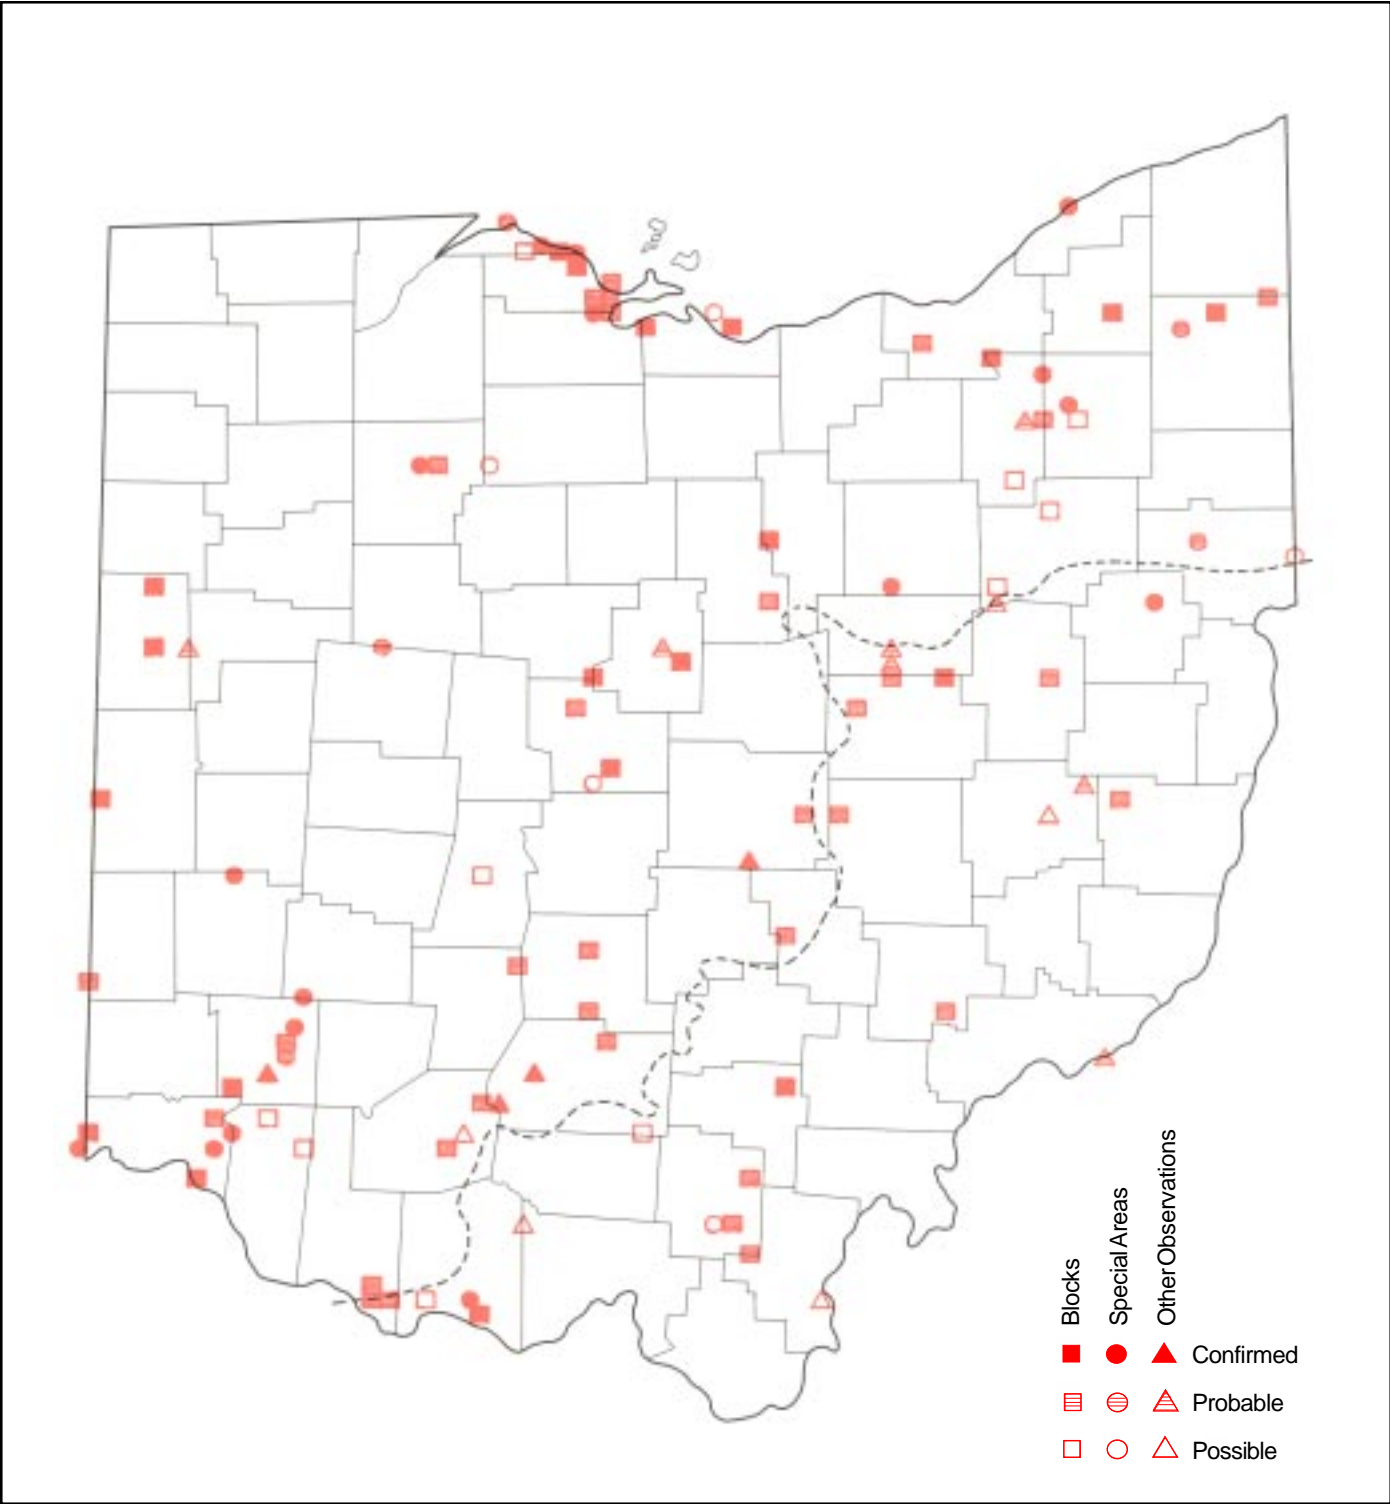 Blocks
Special Areas
Other Observations
Confirmed
Probable
Possible